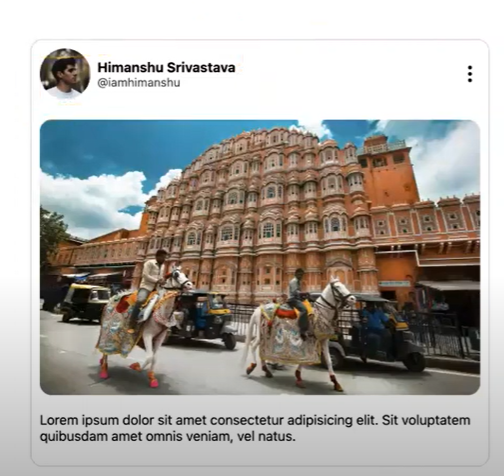 Himanshu Srivastava
@iamhimanshu
Lorem ipsum dolor sit amet consectetur adipisicing elit. Sit voluptatem
quibusdam amet omnis veniam, vel natus.